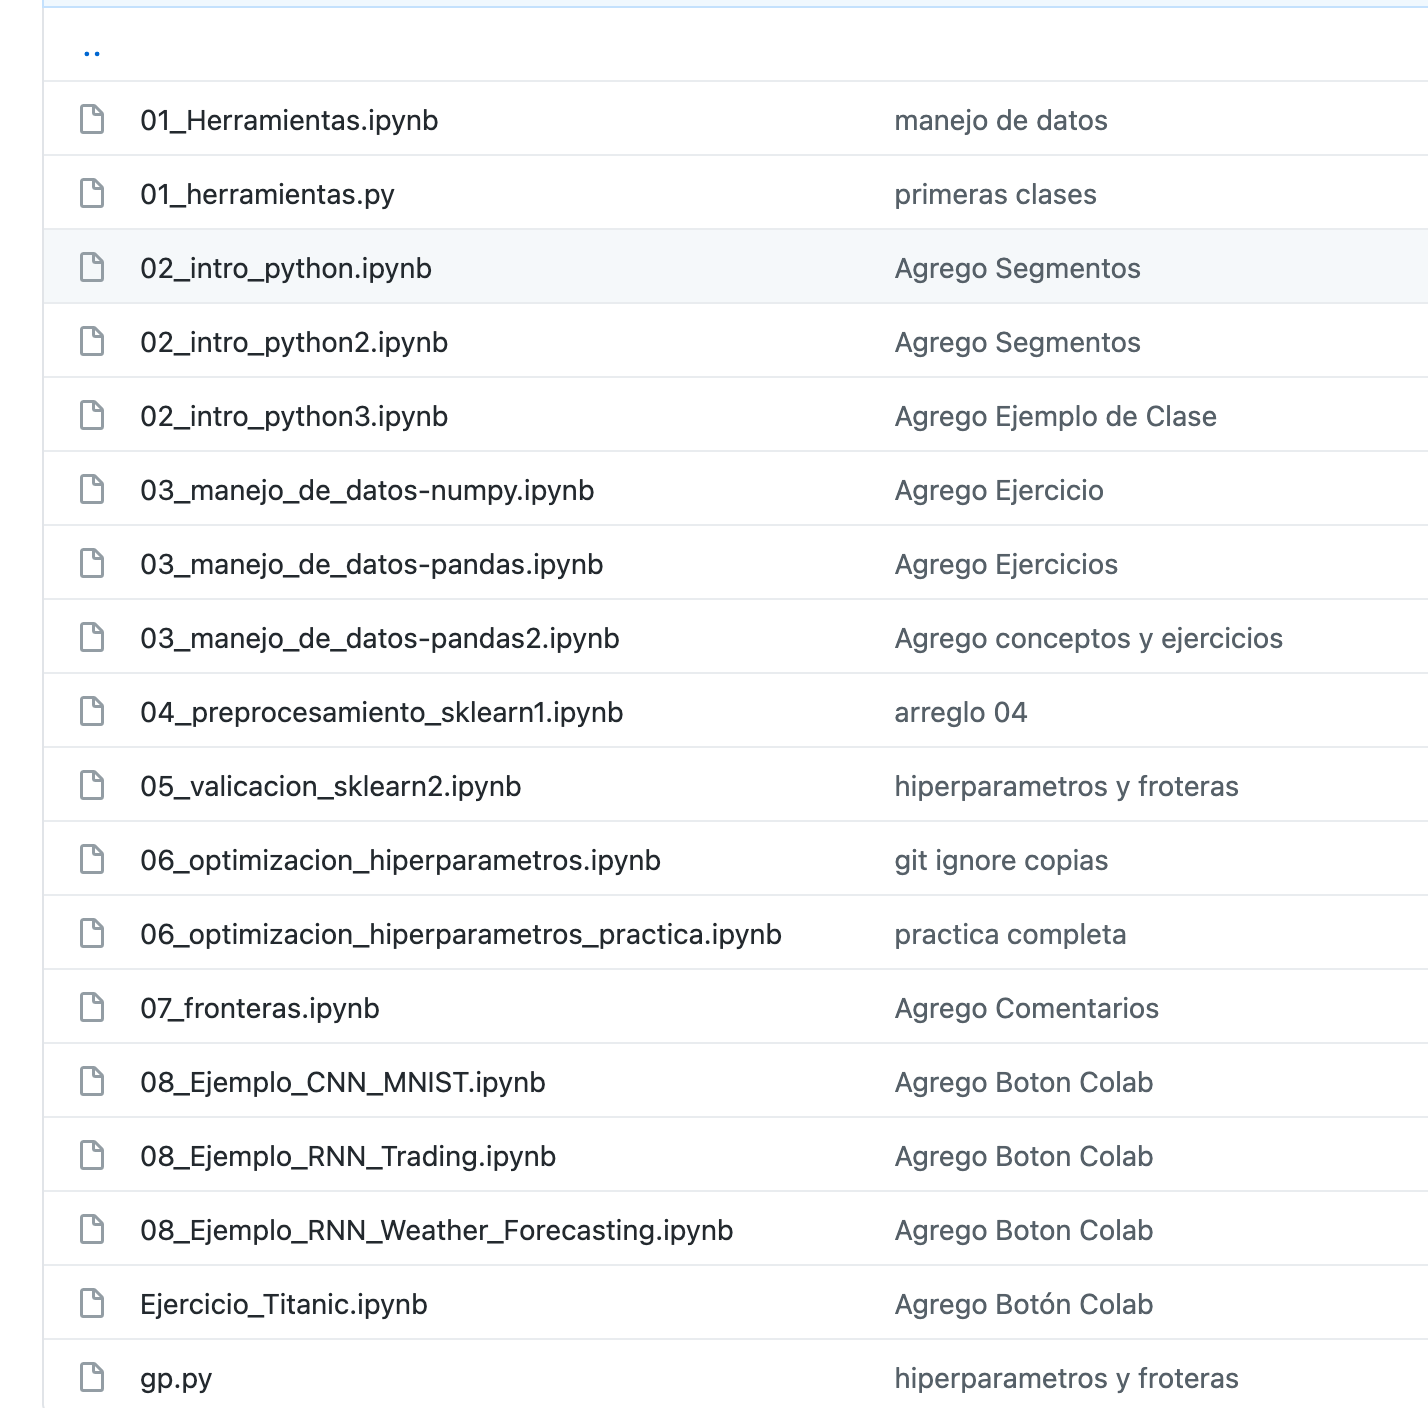 ..
01_Herramientas.ipynb manejo de datos
01_herramientas.py primeras clases
02_intro_python.ipynb Agrego Segmentos
02_intro_python2.ipynb Agrego Segmentos
02_intro_python3.ipynb Agrego Ejemplo de Clase
03_manejo_de_datos-numpy.ipynb Agrego Ejercicio
03_manejo_de_datos-pandas.ipynb Agrego Ejercicios
03_manejo_de_datos-pandas2.ipynb Agrego conceptos y ejercicios
04_preprocesamiento_sklearn1.ipynb arreglo 04
05_valicacion_sklearn2.ipynb hiperparametros y froteras
06_optimizacion_hiperparametros.ipynb git ignore copias
06_optimizacion_hiperparametros_practica.ipynb practica completa
07_fronteras.ipynb Agrego Comentarios
08_Ejemplo_CNN_MNIST.ipynb Agrego Boton Colab
08_Ejemplo_RNN_Trading.ipynb Agrego Boton Colab
08_Ejemplo_RNN_Weather_Forecasting.ipynb Agrego Boton Colab
Ejercicio_Titanic.ipynb Agrego Botón Colab
gp.py hiperparametros y froteras